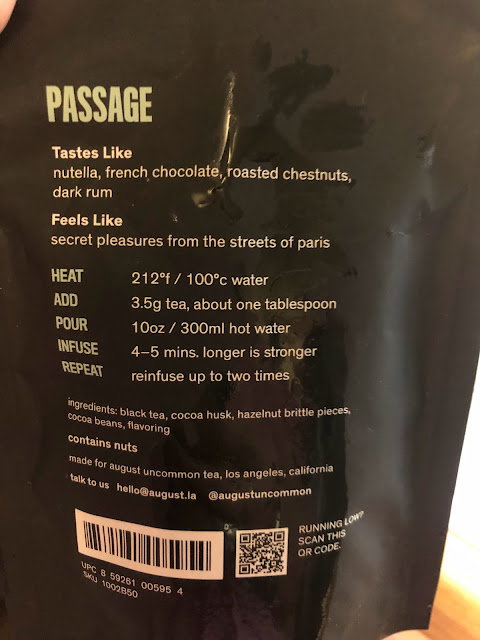 PASSAGE
Tastes Like
nutella, french chocolate, roasted chestnuts,
dark rum
Feels Like
secret pleasures from the streets of paris
HEAT 212°f / 100°c water
ADD 3.5g tea, about one tablespoon
POUR 10oz / 300ml hot water
INFUSE 4–5 mins. longer is stronger
REPEAT reinfuse up to two times
ingredients: black tea, cocoa husk, hazelnut brittle pieces,
cocoa beans, flavoring
contains nuts
made for august uncommon tea, los angeles, california
talk to us hello@august.la @augustuncommon
RUNNING LOW?
SCAN THIS
QR CODE.
UPC 8 59261 00595 4
SKU 1002B50